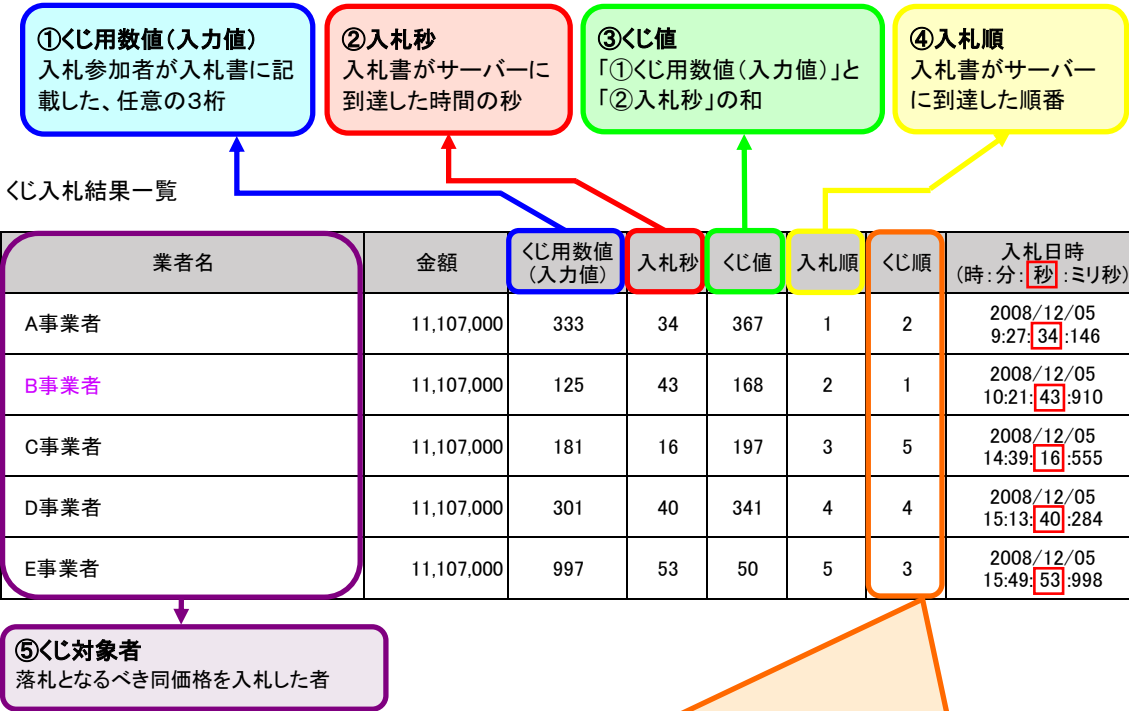 ①くじ用数値(入力値)
入札参加者が入札書に記
載した、任意の3桁
②入札秒
入札書がサーバーに
到達した時間の秒
③くじ値
「①くじ用数値(入力値)」と
「②入札秒」の和
④入札順
入札書がサーバー
に到達した順番
くじ入札結果一覧
業者名 金額 くじ用数値(入力値) 入札秒 くじ値 入札順 くじ順 入札日時(時:分:秒:ミリ秒)
A事業者 11,107,000 333 34 367 1 2 2008/12/05 9:27:34:146
B事業者 11,107,000 125 43 168 2 1 2008/12/05 10:21:43:910
C事業者 11,107,000 181 16 197 3 5 2008/12/05 14:39:16:555
D事業者 11,107,000 301 40 341 4 4 2008/12/05 15:13:40:284
E事業者 11,107,000 997 53 50 5 3 2008/12/05 15:49:53:998
⑤くじ対象者
落札となるべき同価格を入札した者